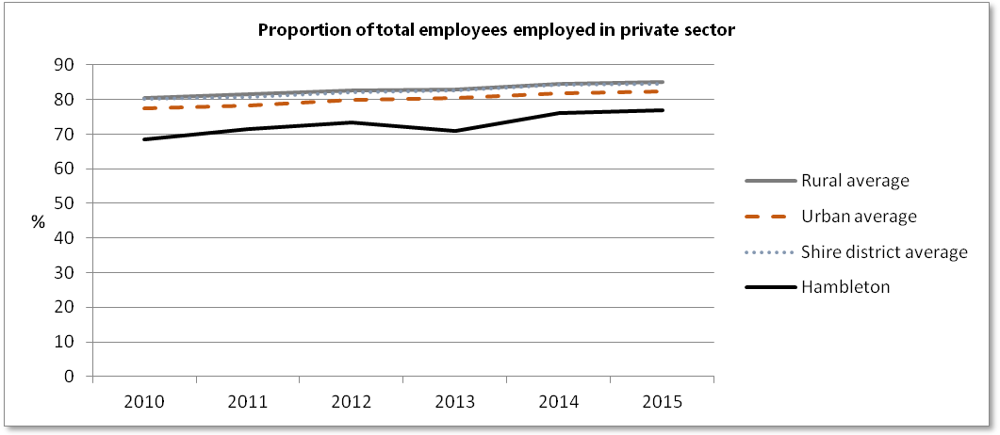 Proportion of total employees employed in private sector
90
80
70
60
50
40
30
20
10
0
%
2010 2011 2012 2013 2014 2015
Rural average
Urban average
Shire district average
Hambleton